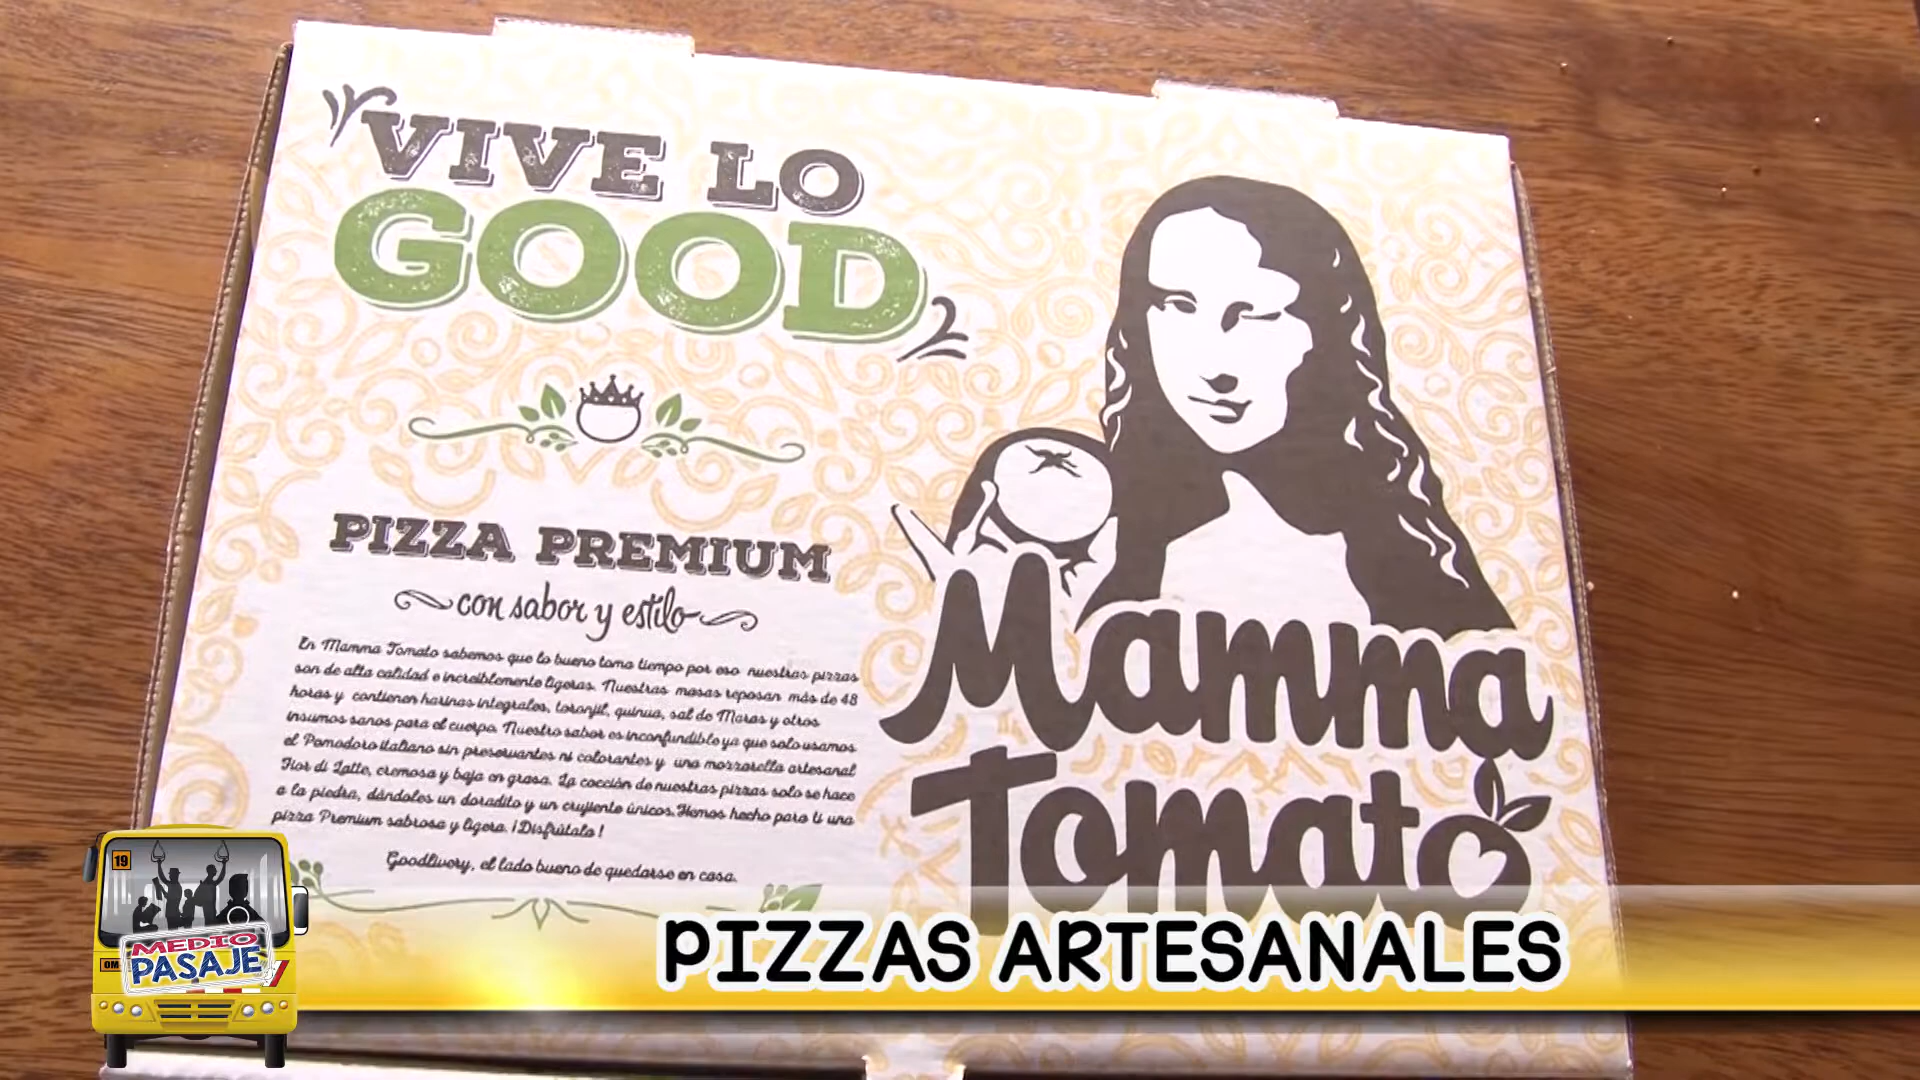 VIVE LO
GOOD
PIZZA PREMIUM
con sabor y estilo
En Mamma Tomato sabemos que lo bueno toma tiempo por eso nuestras pizzas
son de alta calidad e increíblemente ligeras. Nuestras masas reposan más de 48
horas y contienen harinas integrales, toronjil, quinua, sal de Maras y otros
insumos sanos para el cuerpo. Nuestro sabor es inconfundible ya que solo usamos
el Pomodoro italiano sin preservantes ni colorantes y una mozzarella artesanal
Fior di Latte, cremosa y baja en grasa. La cocción de nuestras pizzas solo se hace
a la piedra, dándoles un doradito y un crujiente únicos. Hemos hecho para ti una
pizza Premium sabrosa y ligera. ¡Disfrútala!
Goodlivery, el lado bueno de quedarse en casa.
Mamma
Tomato
PIZZAS ARTESANALES
19
MEDIO
PASAJE
OM